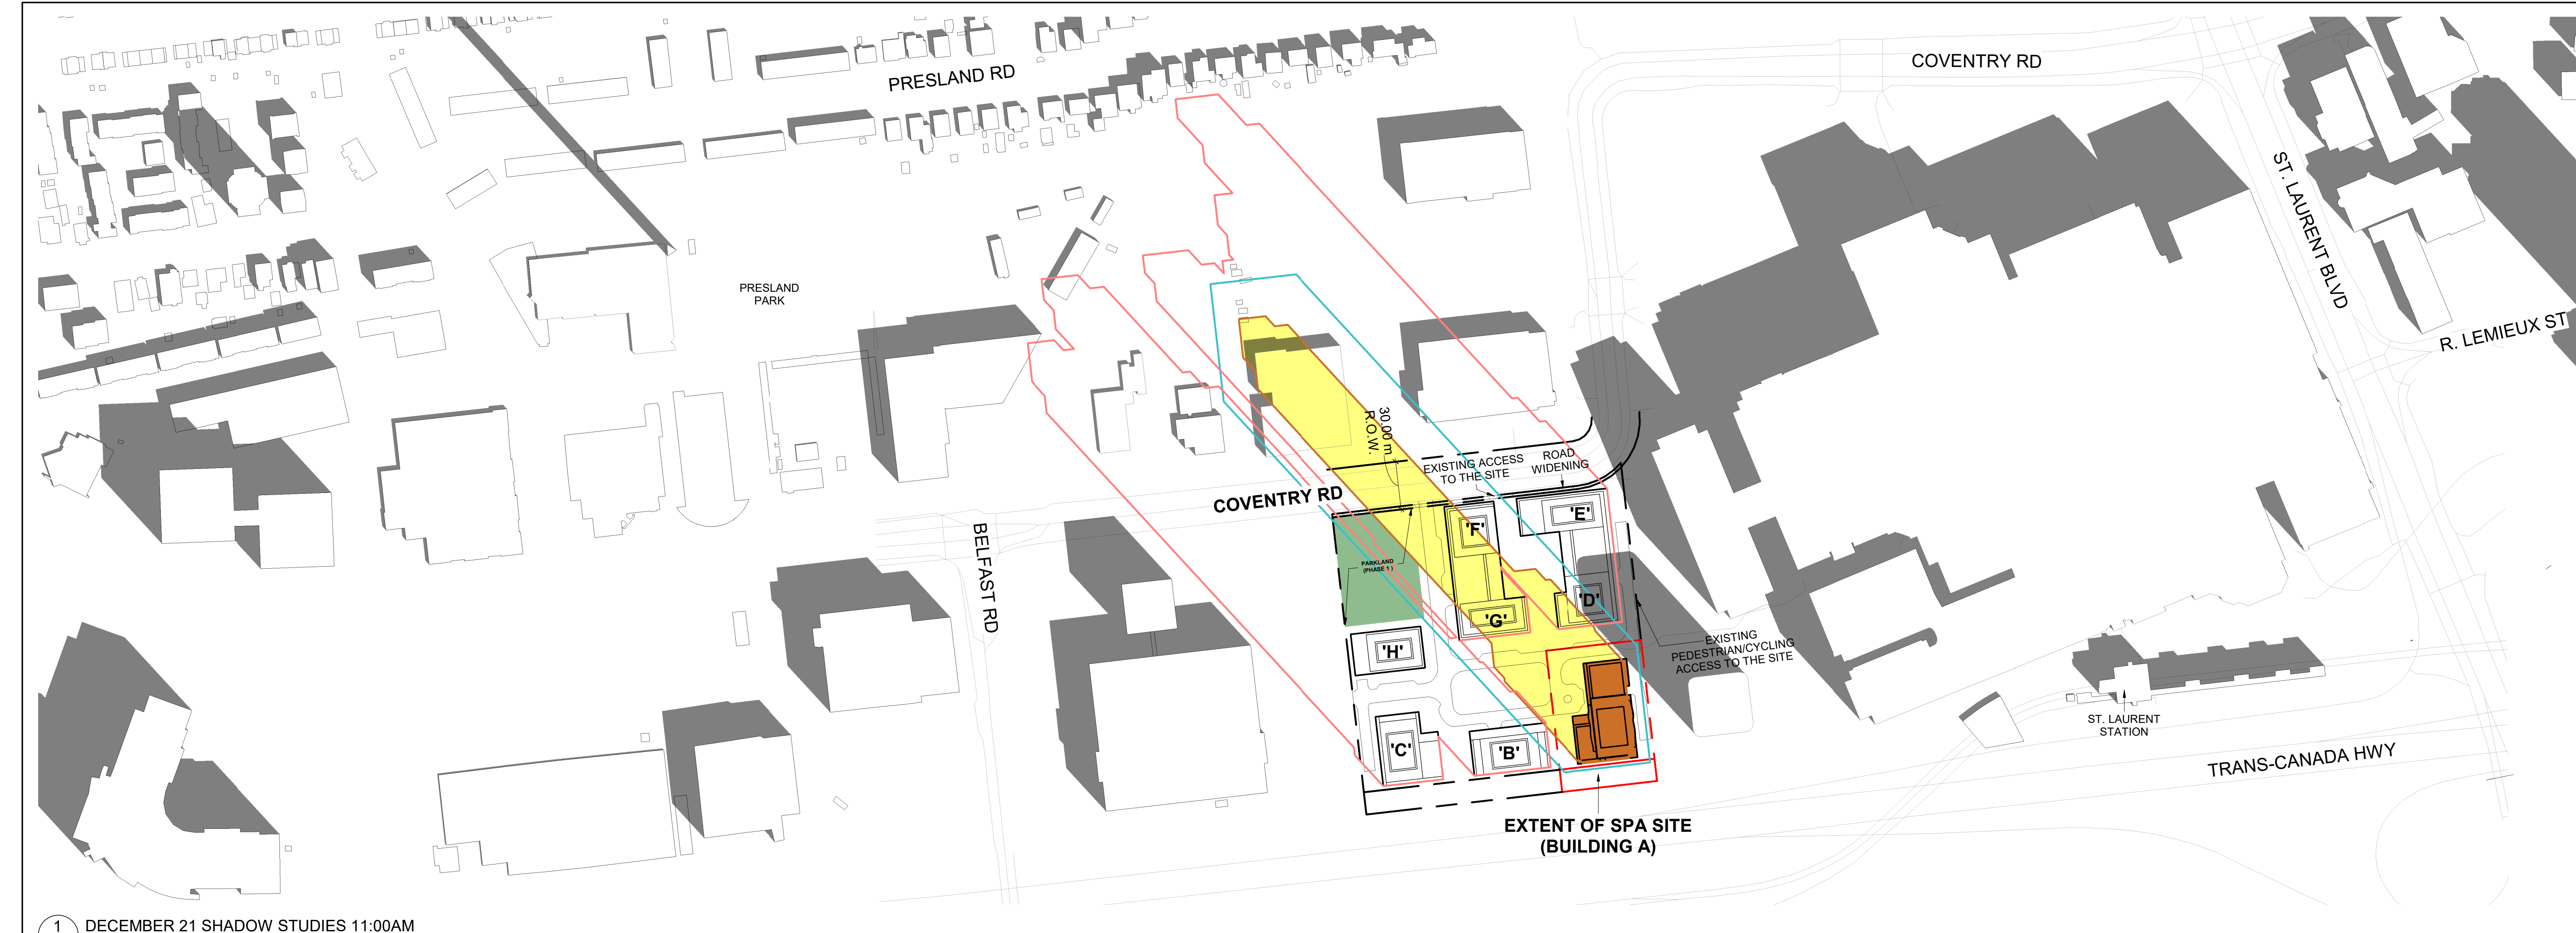 COVENTRY RD
PRESLAND RD
ST. LAURENT BLVD
PRESLAND
PARK
R. LEMIEUX ST
30.00 m
R.O.W.
EXISTING ACCESS
TO THE SITE
ROAD
WIDENING
COVENTRY RD
'E'
'F'
BELFAST RD
PARKLAND
(PHASE 1 )
'D'
'G'
EXISTING
PEDESTRIAN/CYCLING
ACCESS TO THE SITE
'H'
ST. LAURENT
STATION
'C'
'B'
TRANS-CANADA HWY
EXTENT OF SPA SITE
(BUILDING A)
1
DECEMBER 21 SHADOW STUDIES 11:00AM